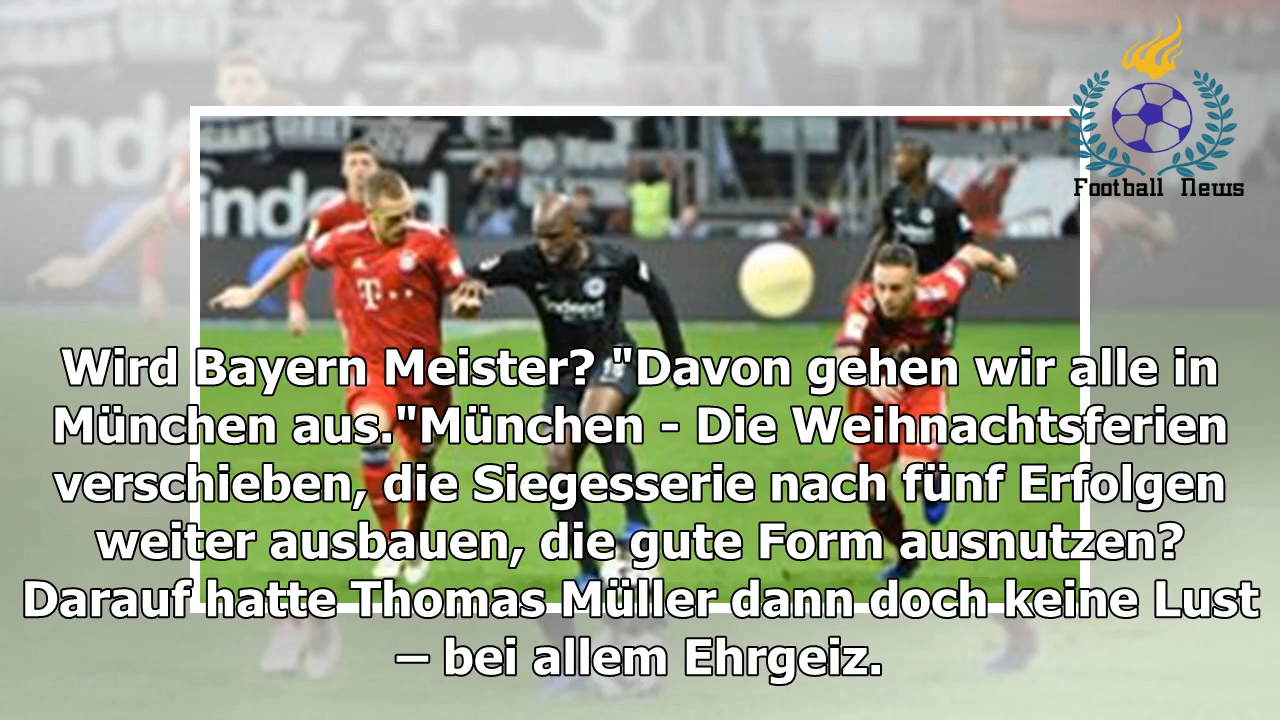 Football News
indeed
Wird Bayern Meister? "Davon gehen wir alle in
München aus."München - Die Weihnachtsferien
verschieben, die Siegesserie nach fünf Erfolgen
weiter ausbauen, die gute Form ausnutzen?
Darauf hatte Thomas Müller dann doch keine Lust
– bei allem Ehrgeiz.